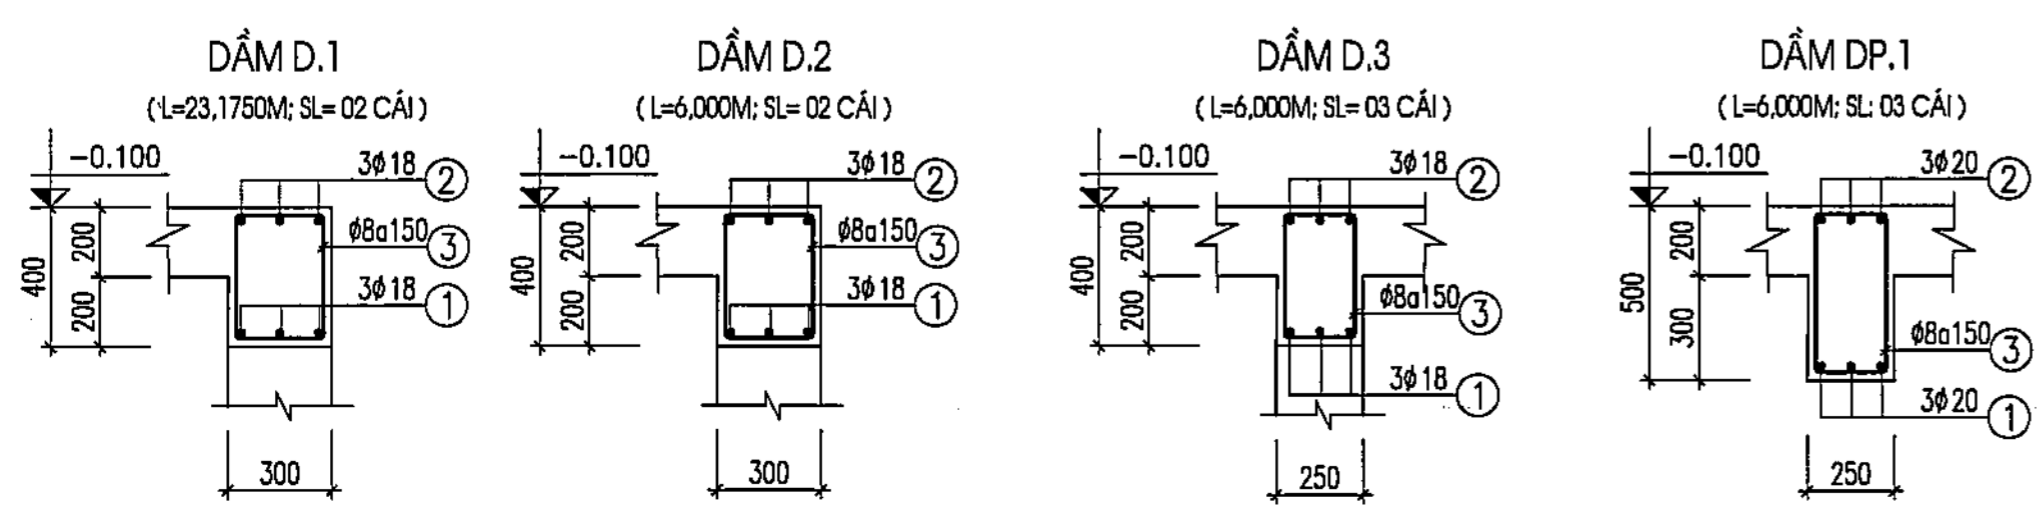 DẦM D.1
(L=23,1750M; SL= 02 CÁI)
-0.100
3ϕ18
2
ϕ8a150
3
3ϕ18
1
400
200
200
300
DẦM D.2
(L=6,000M; SL= 02 CÁI)
-0.100
3ϕ18
2
ϕ8a150
3
3ϕ18
1
400
200
200
300
DẦM D.3
(L=6,000M; SL= 03 CÁI)
-0.100
3ϕ18
2
ϕ8a150
3
3ϕ18
1
400
200
200
250
DẦM DP.1
(L=6,000M; SL: 03 CÁI)
-0.100
3ϕ20
2
ϕ8a150
3
3ϕ20
1
500
200
300
250